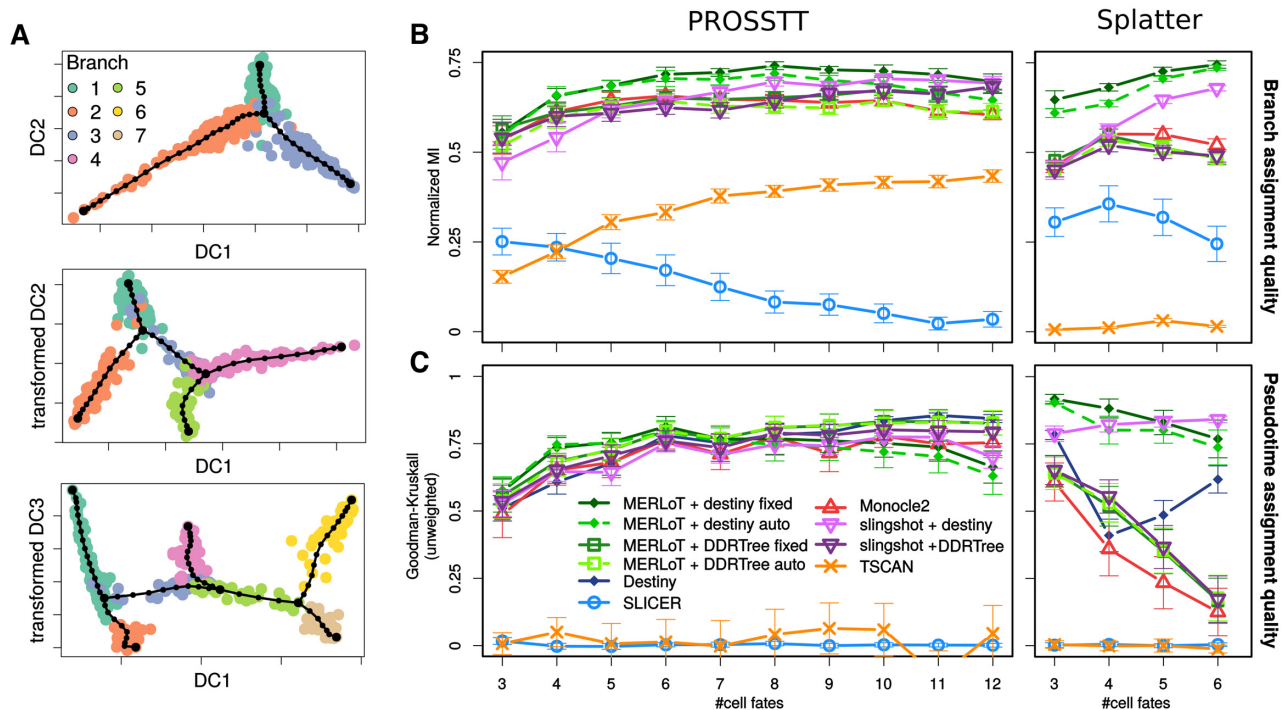 PROSSTT
Splatter
A
Branch
1 5
2 6
3 7
4
DC2
DC1
transformed DC2
DC1
transformed DC3
DC1
B
0.75
0.5
0.25
0
Normalized MI
Branch assignment quality
C
1
0.75
0.5
0.25
0
Goodman-Kruskall
(unweighted)
MERLoT + destiny fixed
MERLoT + destiny auto
MERLoT + DDRTree fixed
MERLoT + DDRTree auto
Destiny
SLICER
Monocle2
slingshot + destiny
slingshot +DDRTree
TSCAN
3 4 5 6 7 8 9 10 11 12
#cell fates
3 4 5 6
#cell fates
Pseudotime assignment quality